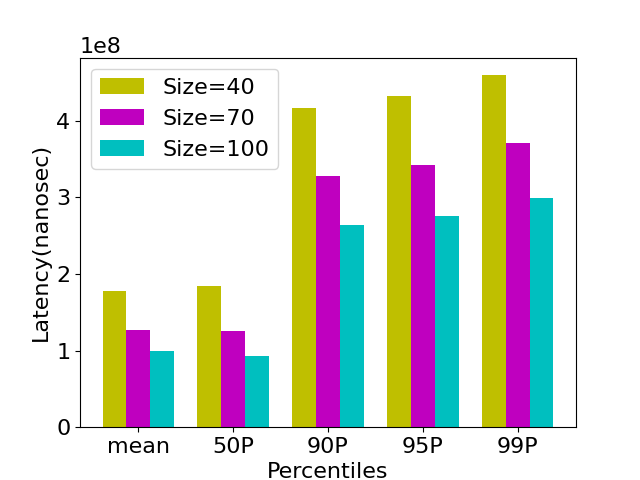 1e8
Size=40
Size=70
Size=100
4
3
2
1
0
Latency(nanosec)
mean 50P 90P 95P 99P
Percentiles